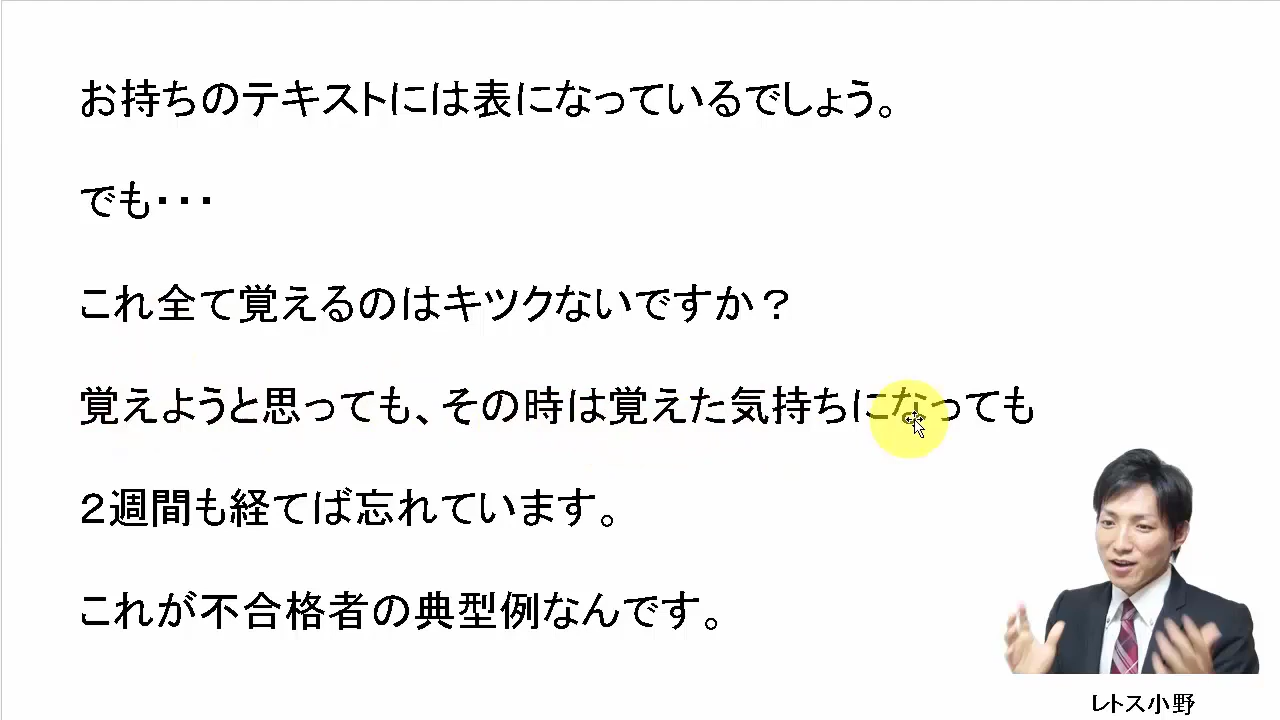 お持ちのテキストには表になっているでしょう。
でも・・・
これ全て覚えるのはキツくないですか？
覚えようと思っても、その時は覚えた気持ちになっても
２週間も経てば忘れています。
これが不合格者の典型例なんです。
レトス小野